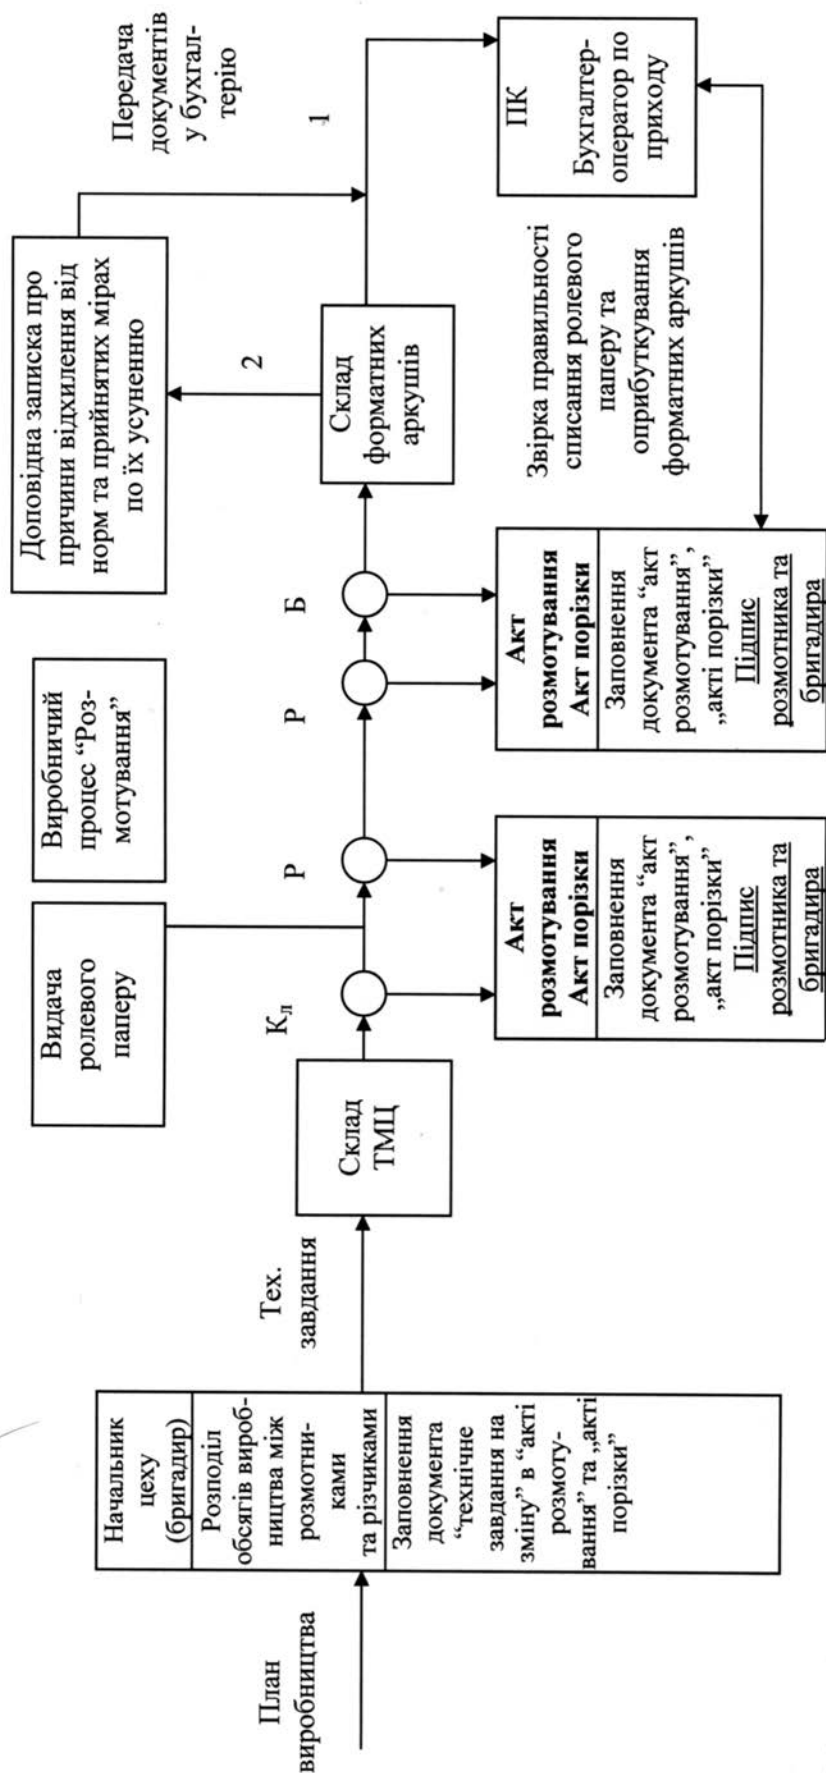 План
виробництва
Начальник
цеху
(бригадир)
Розподіл
обсягів вироб-
ництва між
розмотни-
ками
та різчиками
Заповнення
документа
“технічне
завдання на
зміну” в “акті
розмоту-
вання” та „акті
порізки”
Тех.
завдання
Склад
ТМЦ
Видача
ролевого
паперу
Виробничий
процес “Роз-
мотування”
Кл
Р
Р
Б
Акт
розмотування
Акт порізки
Заповнення
документа “акт
розмотування”,
„акт порізки”
Підпис
розмотника та
бригадира
Акт
розмотування
Акт порізки
Заповнення
документа “акт
розмотування”,
„акті порізки”
Підпис
розмотника та
бригадира
Склад
форматних
аркушів
2
Доповідна записка про
причини відхилення від
норм та прийнятих мірах
по їх усуненню
Передача
документів
у бухгал-
терію
1
ПК
Бухгалтер-
оператор по
приходу
Звірка правильності
списання ролевого
паперу та
оприбуткування
форматних аркушів